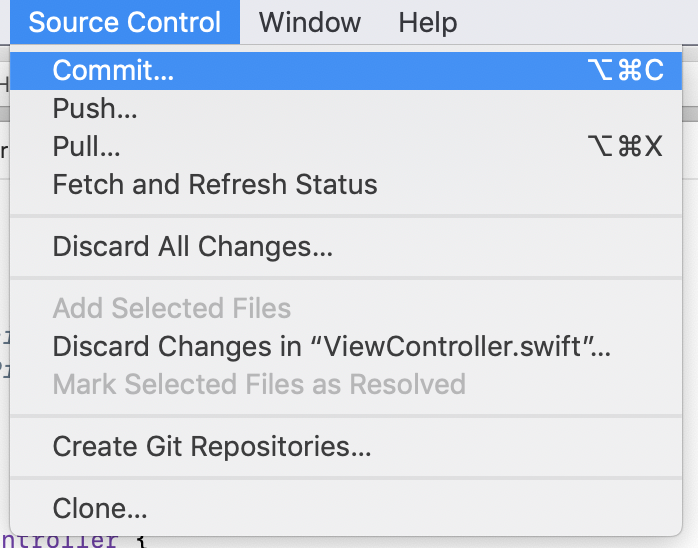 Source Control Window Help
Commit... ⌥⌘C
Push...
Pull... ⌥⌘X
Fetch and Refresh Status
Discard All Changes...
Add Selected Files
Discard Changes in “ViewController.swift”...
Mark Selected Files as Resolved
Create Git Repositories...
Clone...
ntroller {